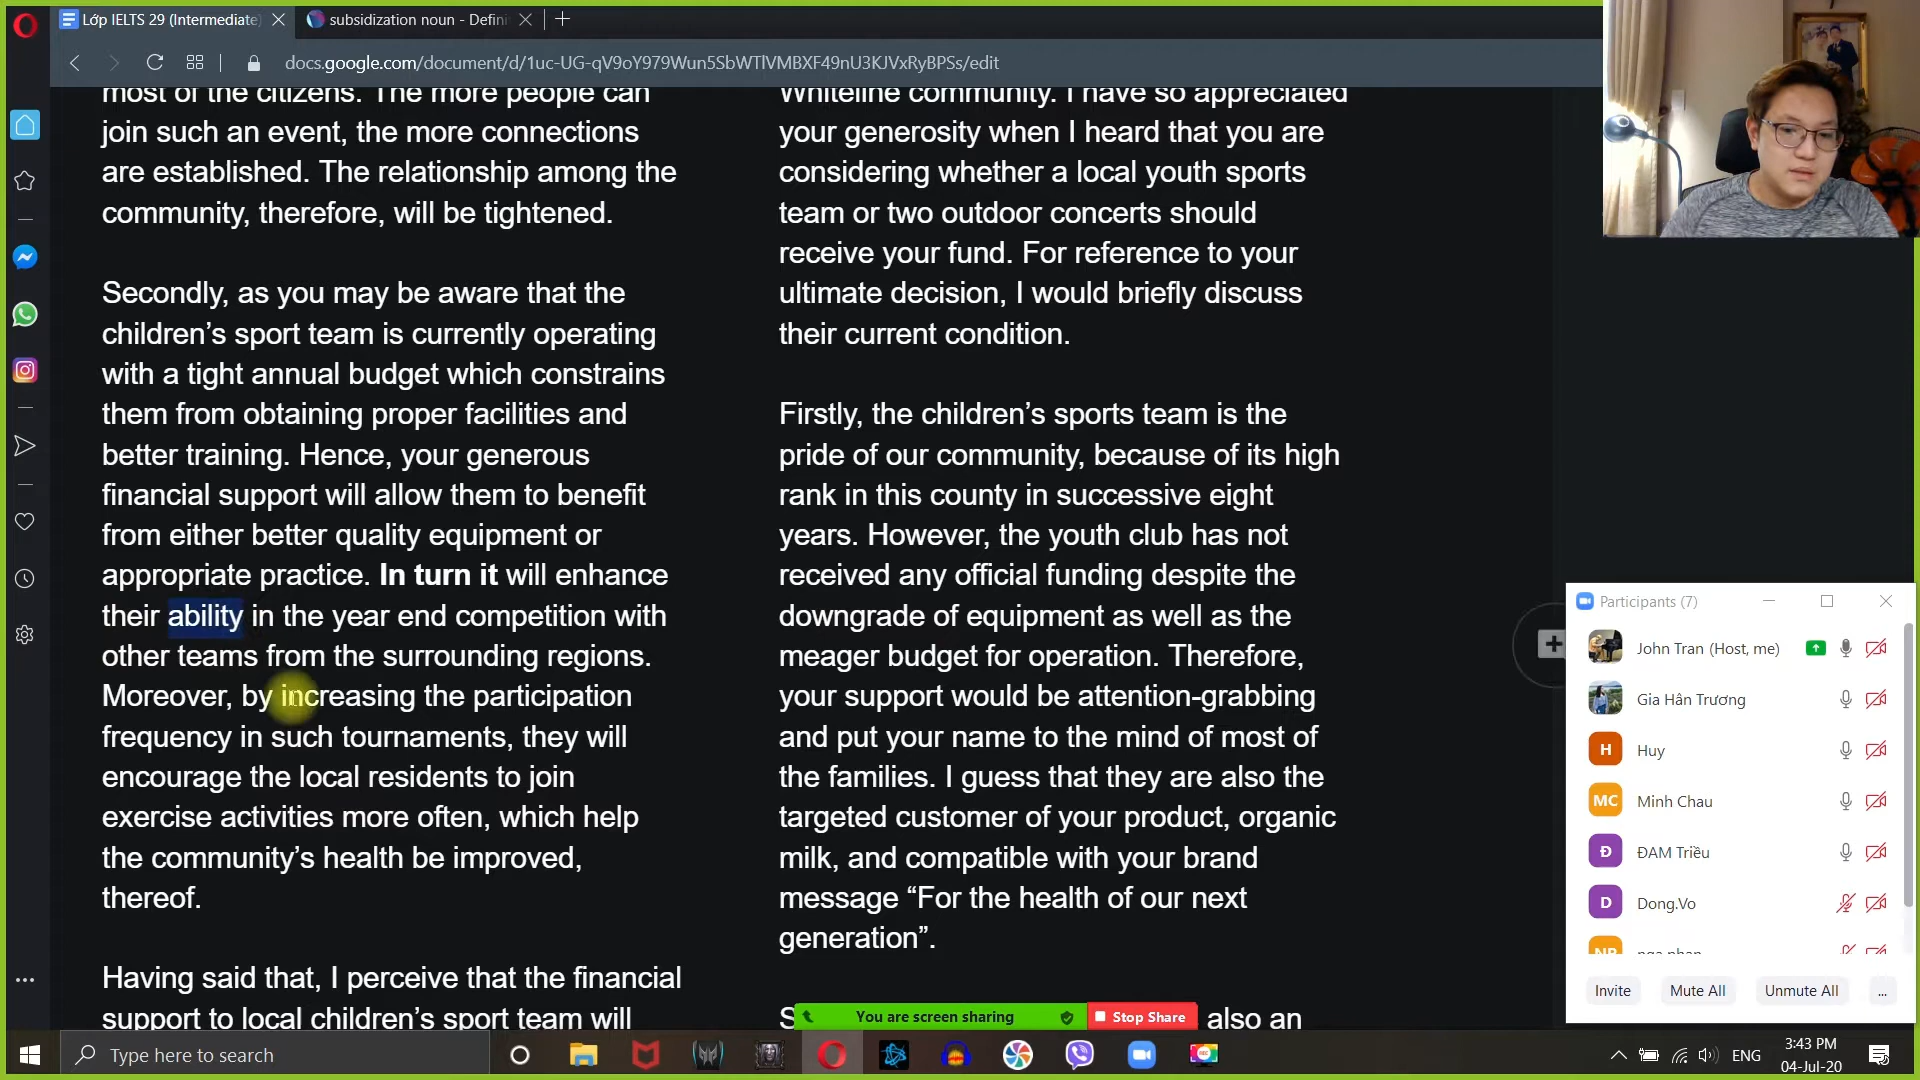 Lớp IELTS 29 (Intermediate)
subsidization noun - Defini
docs.google.com/document/d/1uc-UG-qV9oY979Wun5SbWTlVMBXF49nU3KJVxRyBPSs/edit
most of the citizens. The more people can
join such an event, the more connections
are established. The relationship among the
community, therefore, will be tightened.
Secondly, as you may be aware that the
children's sport team is currently operating
with a tight annual budget which constrains
them from obtaining proper facilities and
better training. Hence, your generous
financial support will allow them to benefit
from either better quality equipment or
appropriate practice. In turn it will enhance
their ability in the year end competition with
other teams from the surrounding regions.
Moreover, by increasing the participation
frequency in such tournaments, they will
encourage the local residents to join
exercise activities more often, which help
the community's health be improved,
thereof.
Having said that, I perceive that the financial
support to local children's sport team will
Whiteline community. I have so appreciated
your generosity when I heard that you are
considering whether a local youth sports
team or two outdoor concerts should
receive your fund. For reference to your
ultimate decision, I would briefly discuss
their current condition.
Firstly, the children's sports team is the
pride of our community, because of its high
rank in this county in successive eight
years. However, the youth club has not
received any official funding despite the
downgrade of equipment as well as the
meager budget for operation. Therefore,
your support would be attention-grabbing
and put your name to the mind of most of
the families. I guess that they are also the
targeted customer of your product, organic
milk, and compatible with your brand
message “For the health of our next
generation”.
also an
You are screen sharing
Stop Share
Participants (7)
John Tran (Host, me)
Gia Hân Trương
H Huy
MC Minh Chau
Đ ĐAM Triều
D Dong.Vo
Invite
Mute All
Unmute All
...
Type here to search
ENG
3:43 PM
04-Jul-20